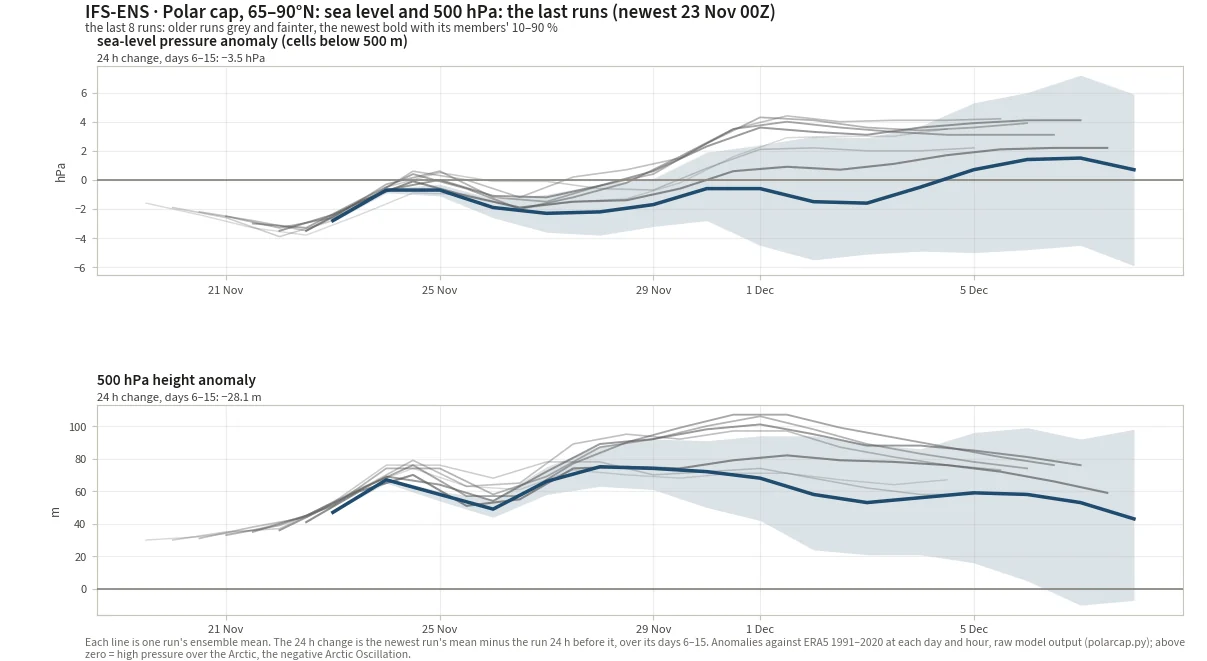 IFS-ENS · Polar cap, 65–90°N: sea level and 500 hPa: the last runs (newest 23 Nov 00Z)
the last 8 runs: older runs grey and fainter, the newest bold with its members' 10–90 %
sea-level pressure anomaly (cells below 500 m)
24 h change, days 6–15: −3.5 hPa
6
4
2
0
−2
−4
−6
hPa
21 Nov
25 Nov
29 Nov
1 Dec
5 Dec
500 hPa height anomaly
24 h change, days 6–15: −28.1 m
100
80
60
40
20
0
m
21 Nov
25 Nov
29 Nov
1 Dec
5 Dec
Each line is one run's ensemble mean. The 24 h change is the newest run's mean minus the run 24 h before it, over its days 6–15. Anomalies against ERA5 1991–2020 at each day and hour, raw model output (polarcap.py); above
zero = high pressure over the Arctic, the negative Arctic Oscillation.